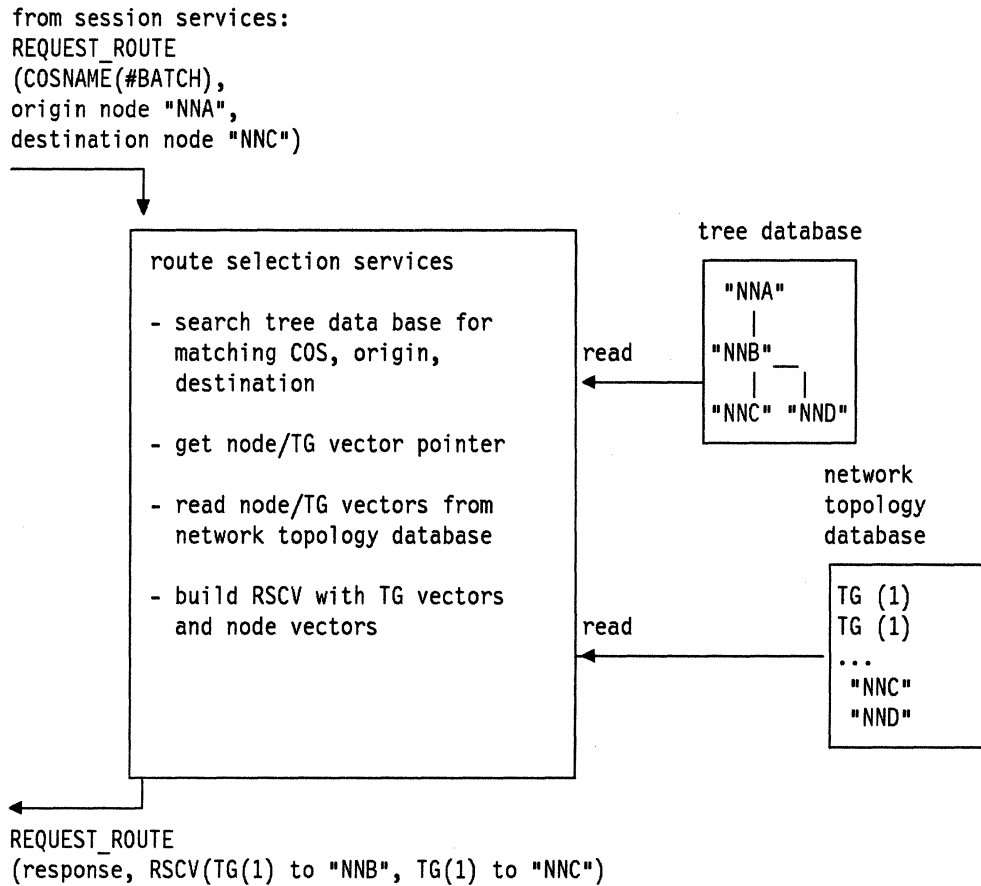 from session services:
REQUEST_ROUTE
(COSNAME(#BATCH),
origin node "NNA",
destination node "NNC")
tree database
route selection services
"NNA"
- search tree data base for
matching COS, origin,
destination
read
"NNB"
"NNC" "NND"
- get node/TG vector pointer
network
topology
database
- read node/TG vectors from
network topology database
- build RSCV with TG vectors
and node vectors
read
TG (1)
TG (1)
...
"NNC"
"NND"
REQUEST_ROUTE
(response, RSCV(TG(1) to "NNB", TG(1) to "NNC")